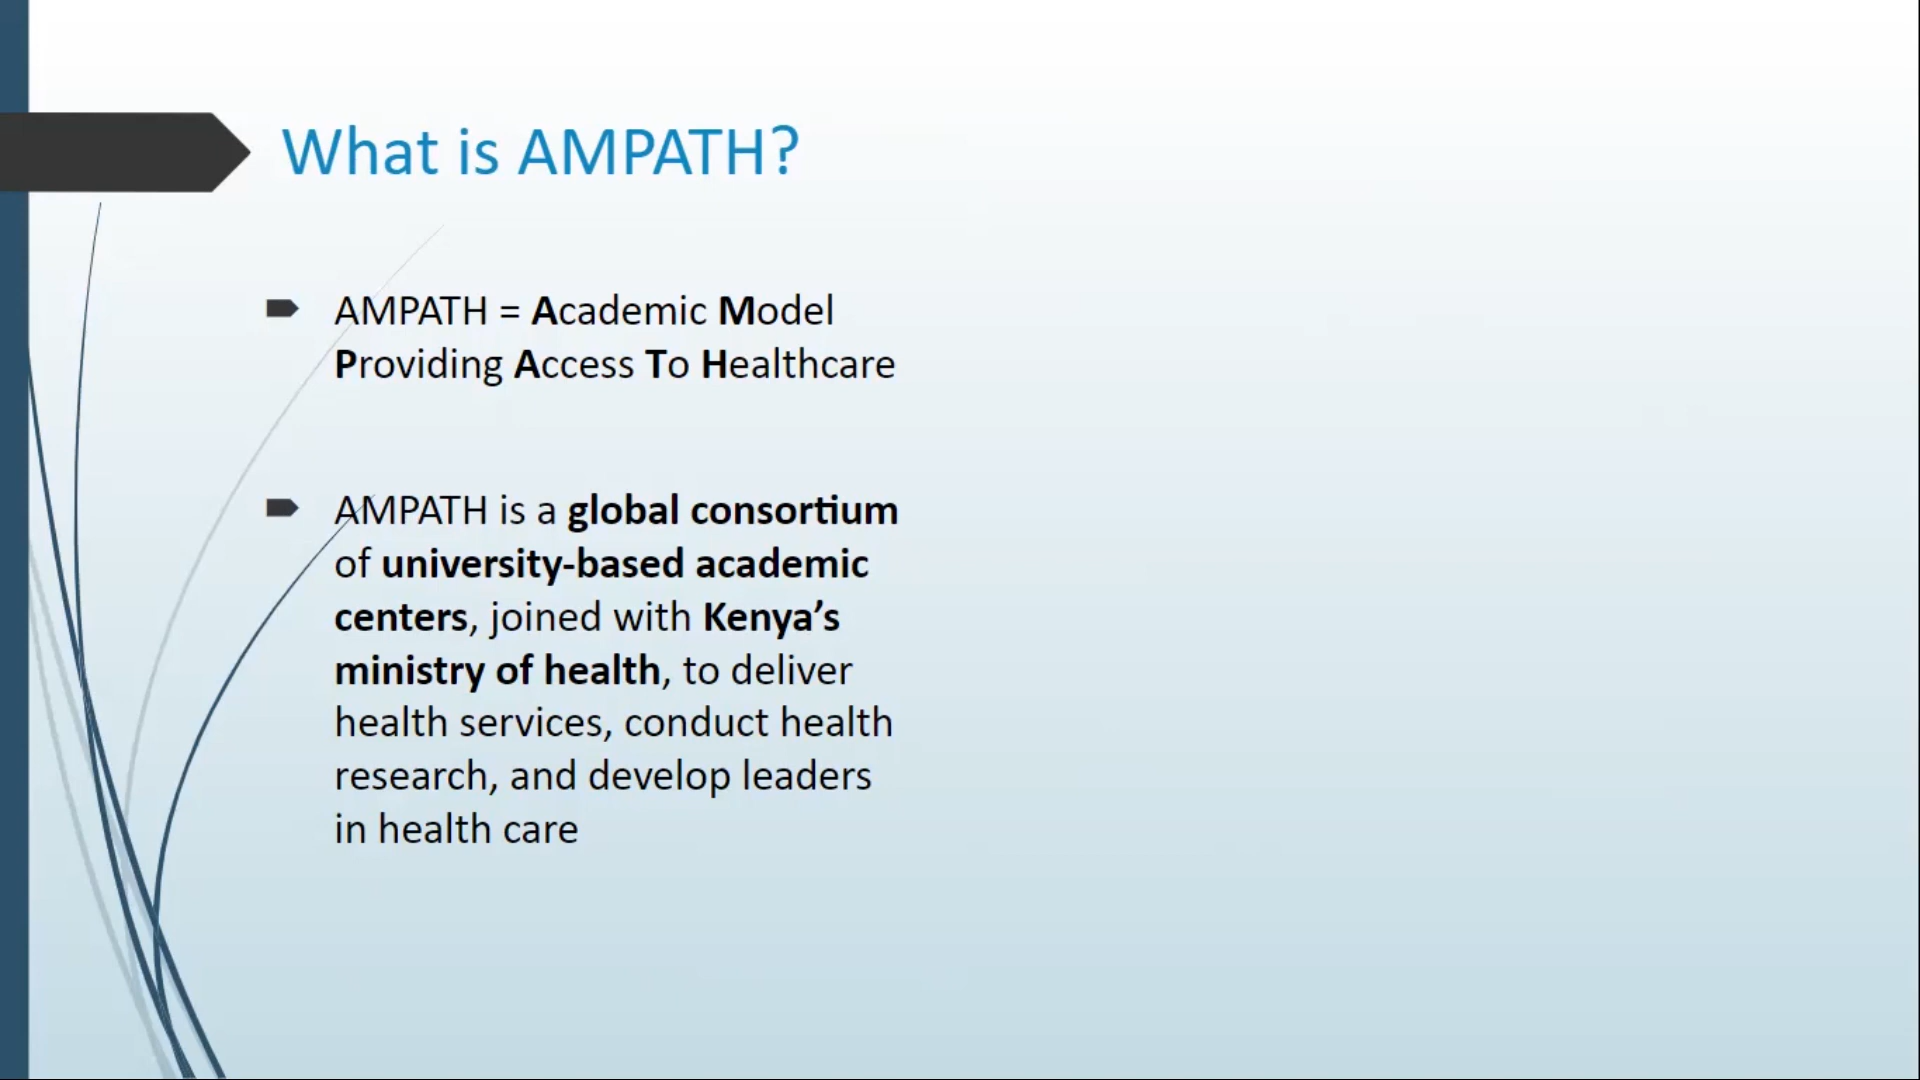 What is AMPATH?
AMPATH = Academic Model
Providing Access To Healthcare
AMPATH is a global consortium
of university-based academic
centers, joined with Kenya’s
ministry of health, to deliver
health services, conduct health
research, and develop leaders
in health care